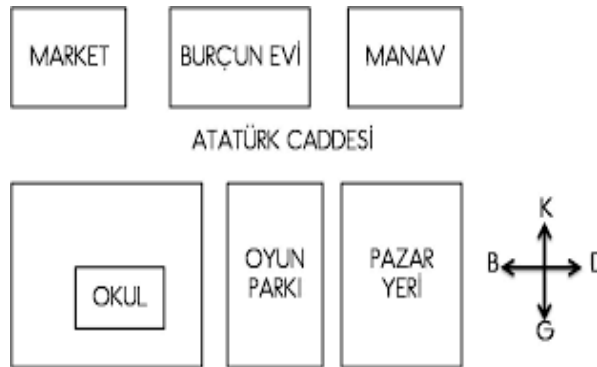 MARKET
BURÇUN EVİ
MANAV
ATATÜRK CADDESİ
OKUL
OYUN
PARKI
PAZAR
YERİ
K
B
D
G